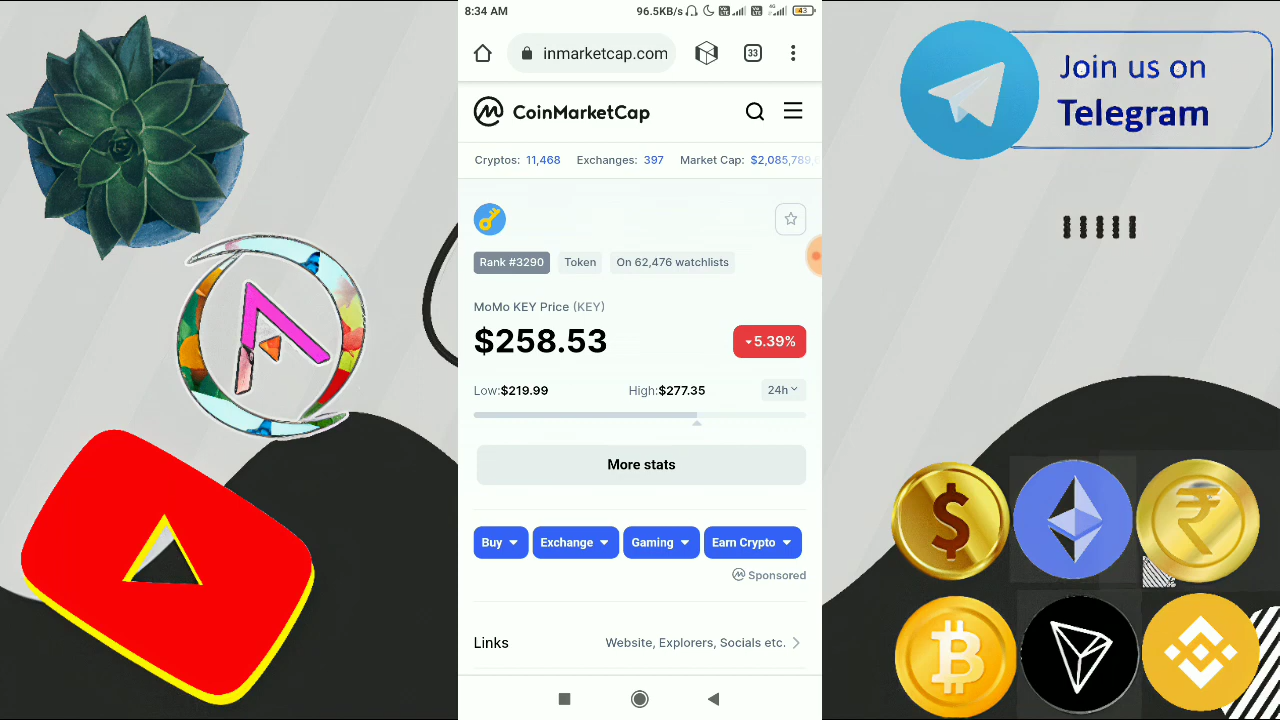 8:34 AM
96.5KB/s
43
inmarketcap.com
33
CoinMarketCap
Cryptos: 11,468 Exchanges: 397 Market Cap: $2,085,789,
Rank #3290
Token
On 62,476 watchlists
MoMo KEY Price (KEY)
$258.53
5.39%
Low:$219.99
High:$277.35
24h
More stats
Buy
Exchange
Gaming
Earn Crypto
Sponsored
Links
Website, Explorers, Socials etc.
Join us on
Telegram